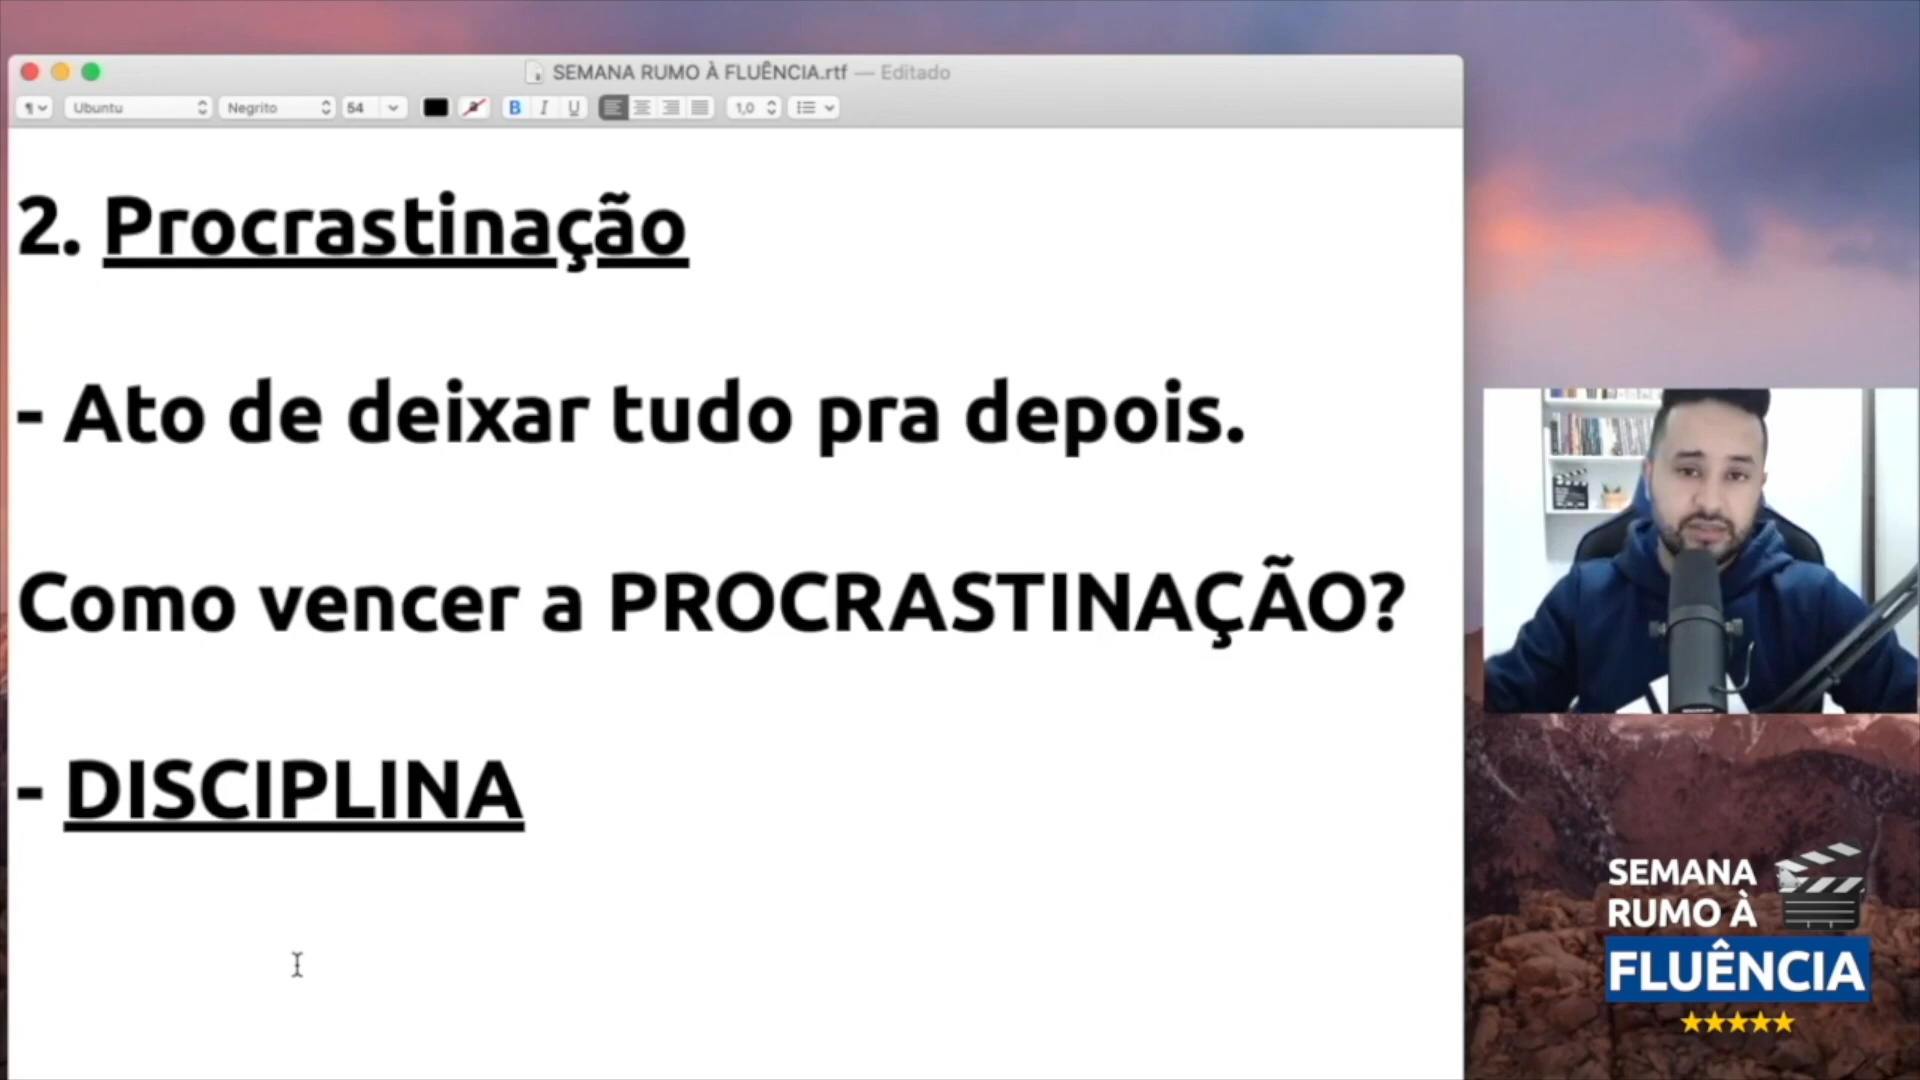 SEMANA RUMO À FLUÊNCIA.rtf — Editado
Ubuntu Negrito 54 B I U 1,0
2. Procrastinação
- Ato de deixar tudo pra depois.
Como vencer a PROCRASTINAÇÃO?
- DISCIPLINA
SEMANA
RUMO À
FLUÊNCIA